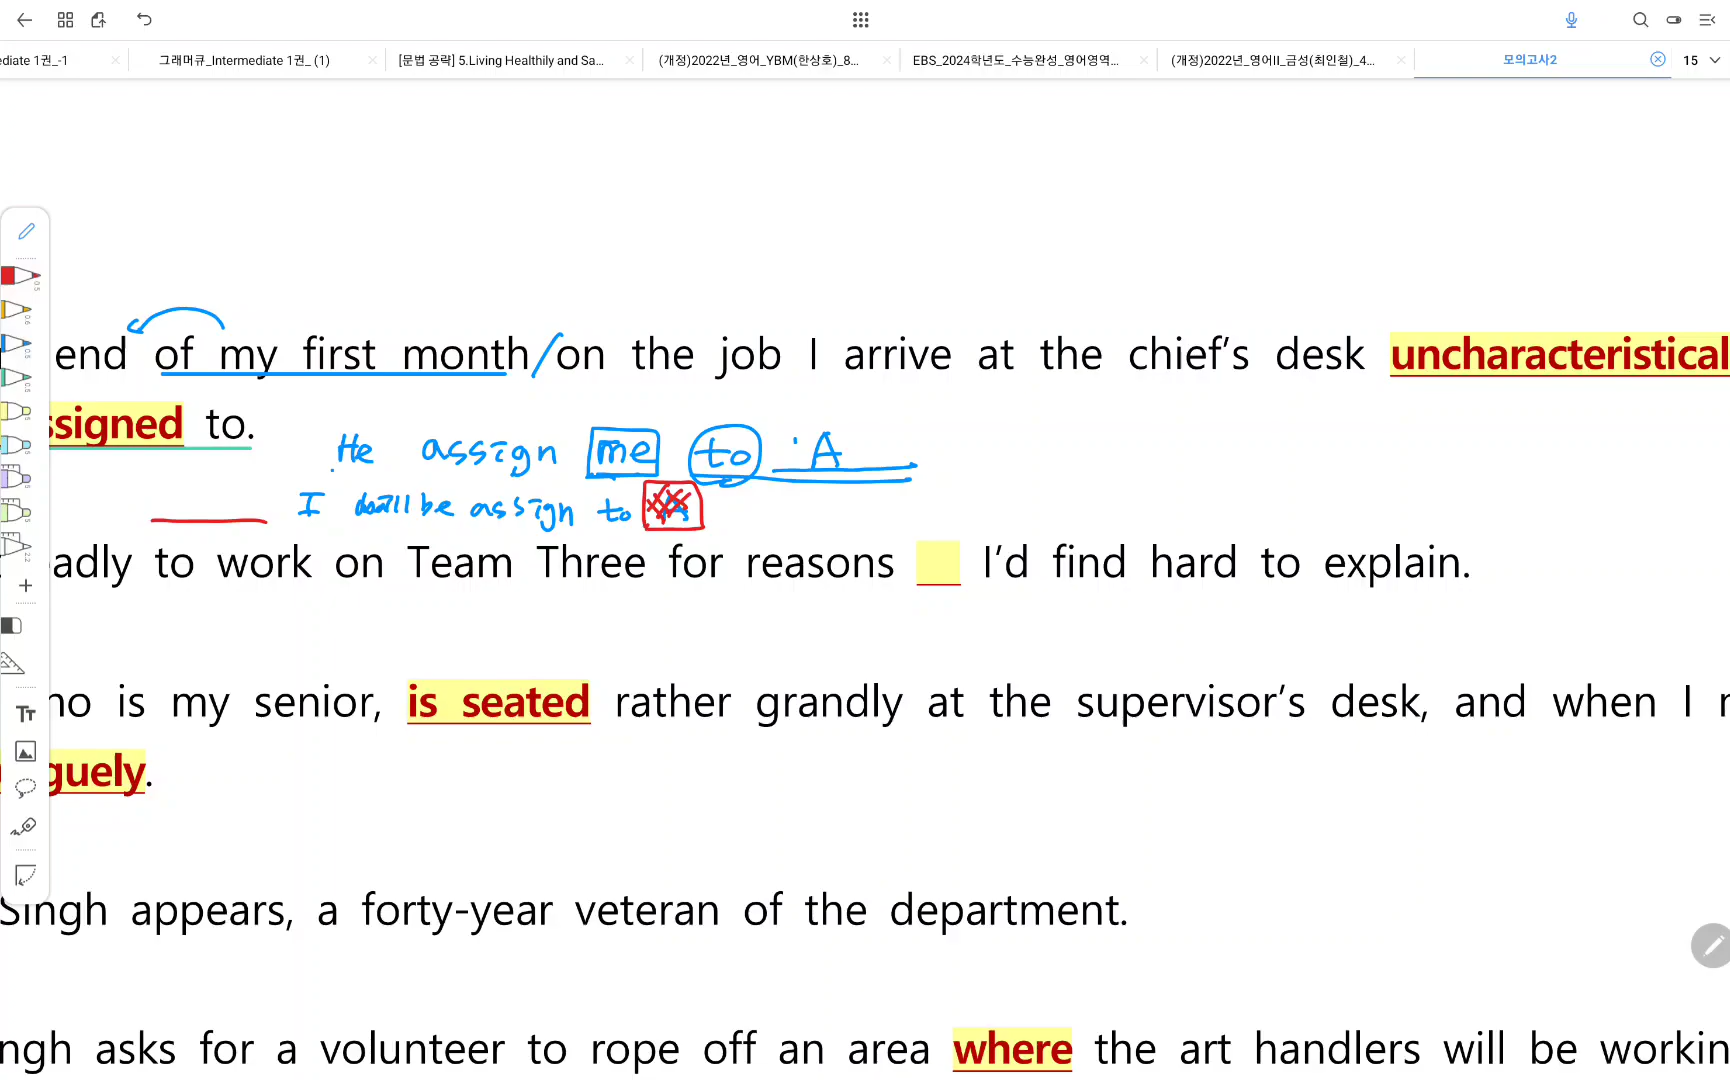 15
ediate 1권_-1
그래머큐_Intermediate 1권_ (1)
[문법 공략] 5.Living Healthily and Sa...
(개정)2022년_영어_YBM(한상호)_8...
EBS_2024학년도_수능완성_영어영역...
(개정)2022년_영어II_금성(최인철)_4...
모의고사2
end of my first month/on the job I arrive at the chief's desk uncharacteristical
ssigned to.
He assign me to A
I will be assign to
adly to work on Team Three for reasons I'd find hard to explain.
ho is my senior, is seated rather grandly at the supervisor's desk, and when I
guely.
Singh appears, a forty-year veteran of the department.
ngh asks for a volunteer to rope off an area where the art handlers will be workin